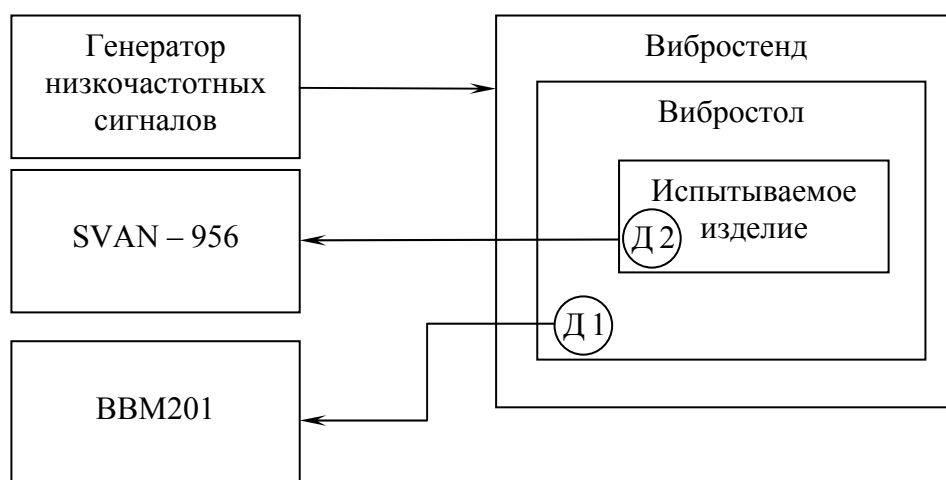 Генератор
низкочастотных
сигналов
Вибростенд
Вибростол
Испытываемое
изделие
Д 2
SVAN – 956
Д 1
ВВМ201